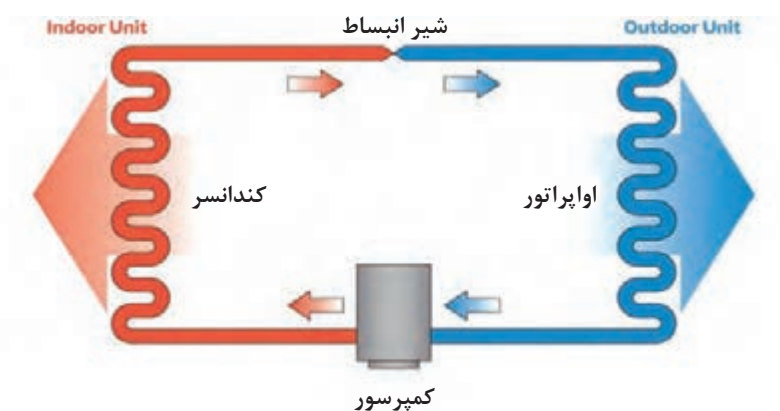 شیر انبساط
Indoor Unit
Outdoor Unit
کندانسر
اواپراتور
کمپرسور